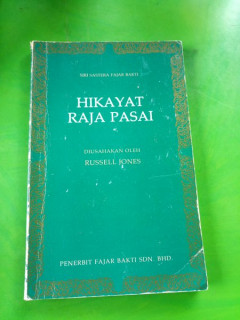 SIRI SASTERA FAJAR BAKTI
HIKAYAT
RAJA PASAI
DIUSAHAKAN OLEH
RUSSELL JONES
PENERBIT FAJAR BAKTI SDN. BHD.